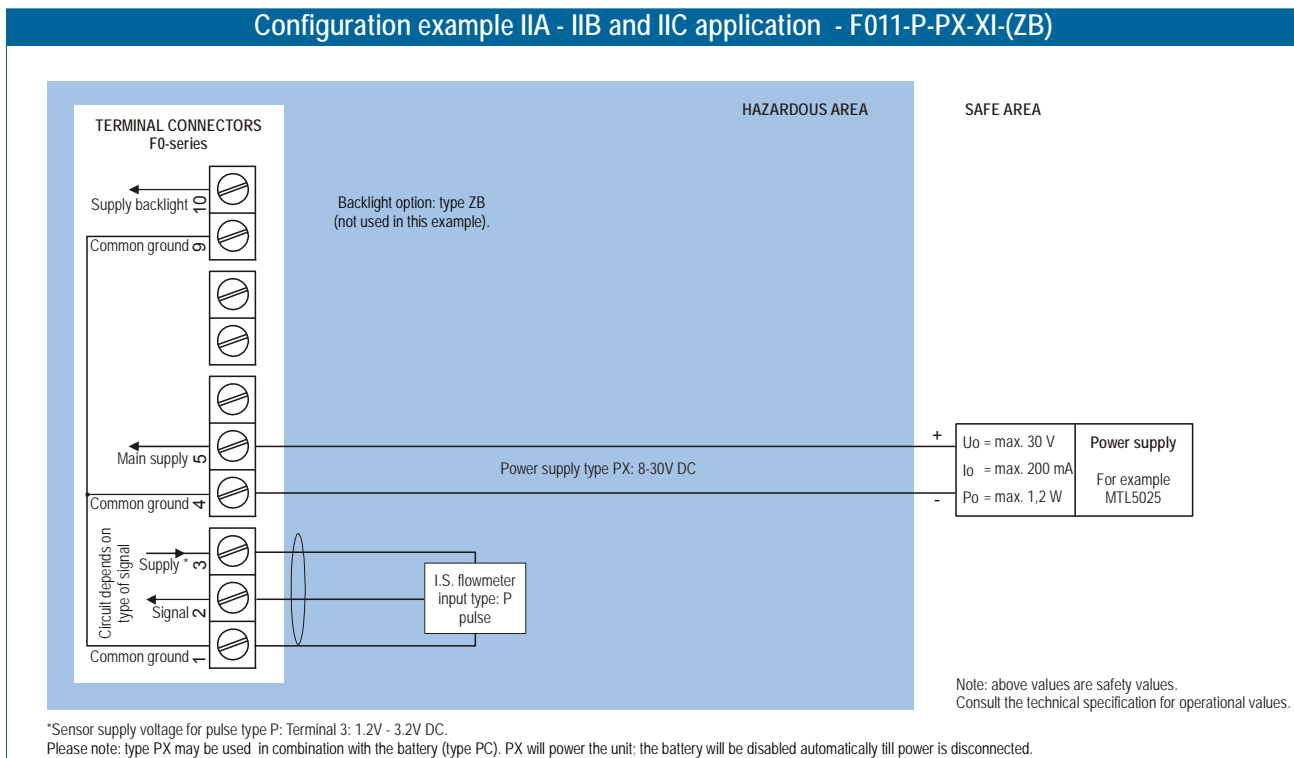 Configuration example IIA - IIB and IIC application - F011-P-PX-XI-(ZB)
HAZARDOUS AREA
SAFE AREA
TERMINAL CONNECTORS
F0-series
Supply backlight 10
Common ground 9
Backlight option: type ZB
(not used in this example).
Main supply 5
Common ground 4
Power supply type PX: 8-30V DC
+
-
Uo = max. 30 V
Io = max. 200 mA
Po = max. 1,2 W
Power supply
For example
MTL5025
Circuit depends on
type of signal
Supply * 3
Signal 2
Common ground 1
I.S. flowmeter
input type: P
pulse
Note: above values are safety values.
Consult the technical specification for operational values.
*Sensor supply voltage for pulse type P: Terminal 3: 1.2V - 3.2V DC.
Please note: type PX may be used in combination with the battery (type PC). PX will power the unit; the battery will be disabled automatically till power is disconnected.